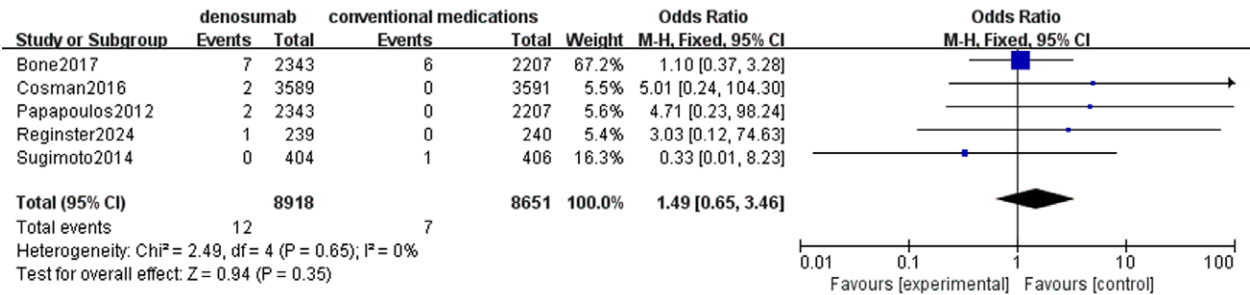 denosumab conventional medications Odds Ratio Odds Ratio
Study or Subgroup Events Total Events Total Weight M-H, Fixed, 95% CI M-H, Fixed, 95% CI
Bone2017 7 2343 6 2207 67.2% 1.10 [0.37, 3.28]
Cosman2016 2 3589 0 3591 5.5% 5.01 [0.24, 104.30]
Papapoulos2012 2 2343 0 2207 5.6% 4.71 [0.23, 98.24]
Reginster2024 1 239 0 240 5.4% 3.03 [0.12, 74.63]
Sugimoto2014 0 404 1 406 16.3% 0.33 [0.01, 8.23]
Total (95% CI) 8918 8651 100.0% 1.49 [0.65, 3.46]
Total events 12 7
Heterogeneity: Chi² = 2.49, df = 4 (P = 0.65); I² = 0%
Test for overall effect: Z = 0.94 (P = 0.35)
0.01 0.1 1 10 100
Favours [experimental] Favours [control]